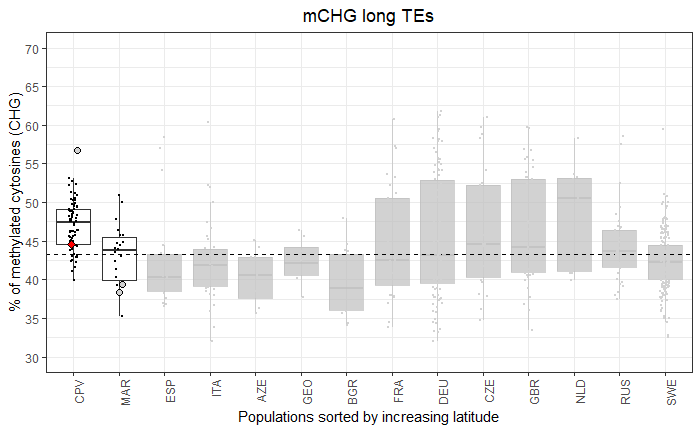 mCHG long TEs
% of methylated cytosines (CHG)
70
65
60
55
50
45
40
35
30
CPV
MAR
ESP
ITA
AZE
GEO
BGR
FRA
DEU
CZE
GBR
NLD
RUS
SWE
Populations sorted by increasing latitude